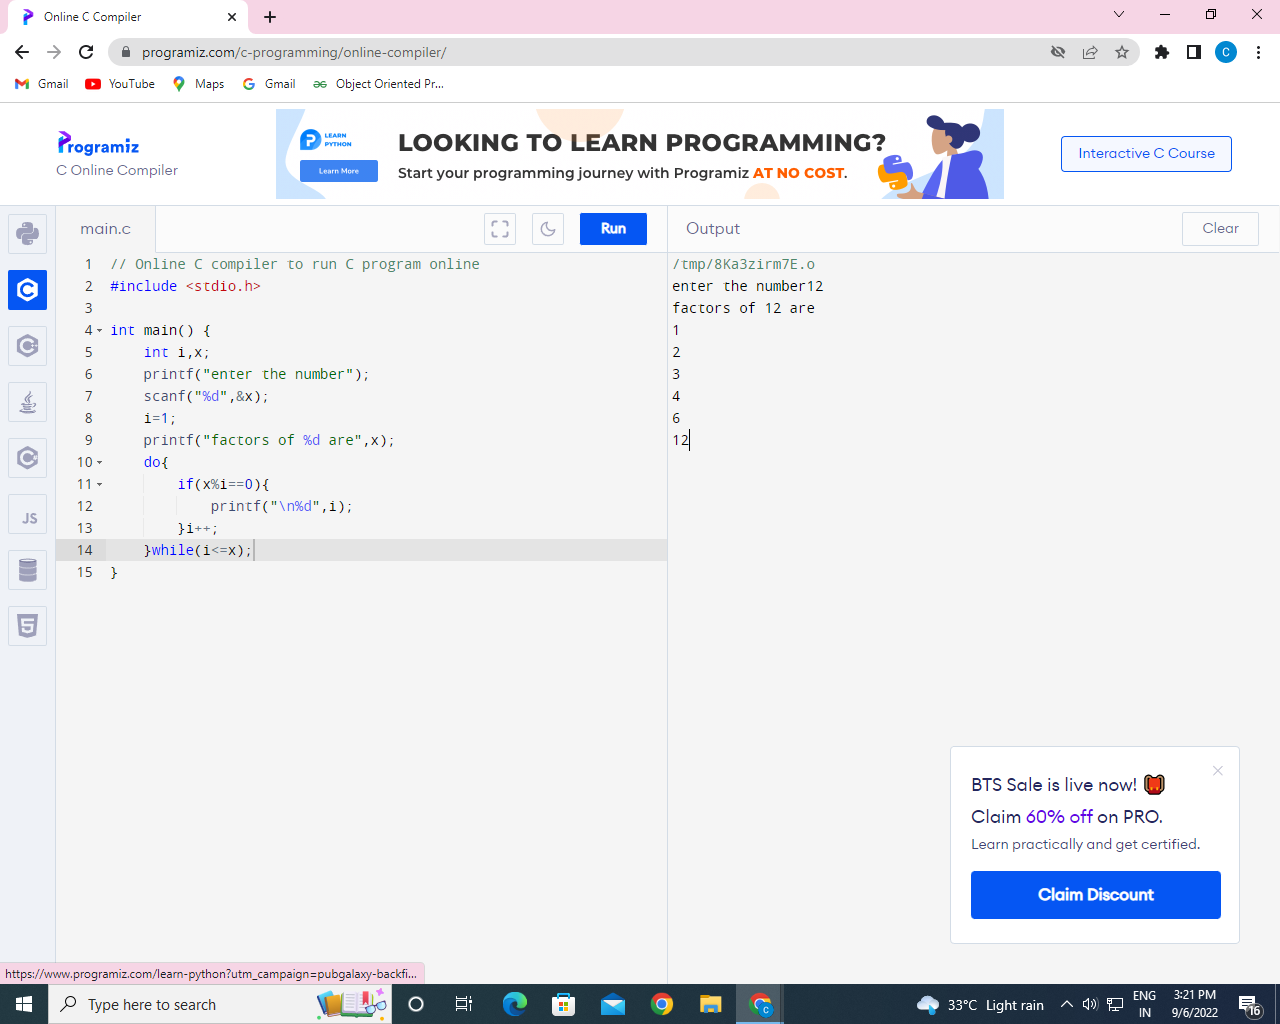 Online C Compiler
programiz.com/c-programming/online-compiler/
C
Gmail
YouTube
Maps
Gmail
Object Oriented Pr...
Programiz
C Online Compiler
LEARN
PYTHON
Learn More
LOOKING TO LEARN PROGRAMMING?
Start your programming journey with Programiz AT NO COST.
Interactive C Course
main.c
Run
Output
Clear
JS
1 // Online C compiler to run C program online
2 #include <stdio.h>
3
4 int main() {
5     int i,x;
6     printf("enter the number");
7     scanf("%d",&x);
8     i=1;
9     printf("factors of %d are",x);
10     do{
11         if(x%i==0){
12             printf("\n%d",i);
13         }i++;
14     }while(i<=x);
15 }
/tmp/8Ka3zirm7E.o
enter the number12
factors of 12 are
1
2
3
4
6
12
BTS Sale is live now!
Claim 60% off on PRO.
Learn practically and get certified.
Claim Discount
https://www.programiz.com/learn-python?utm_campaign=pubgalaxy-backfi...
Type here to search
33°C Light rain
ENG
IN
3:21 PM
9/6/2022
16